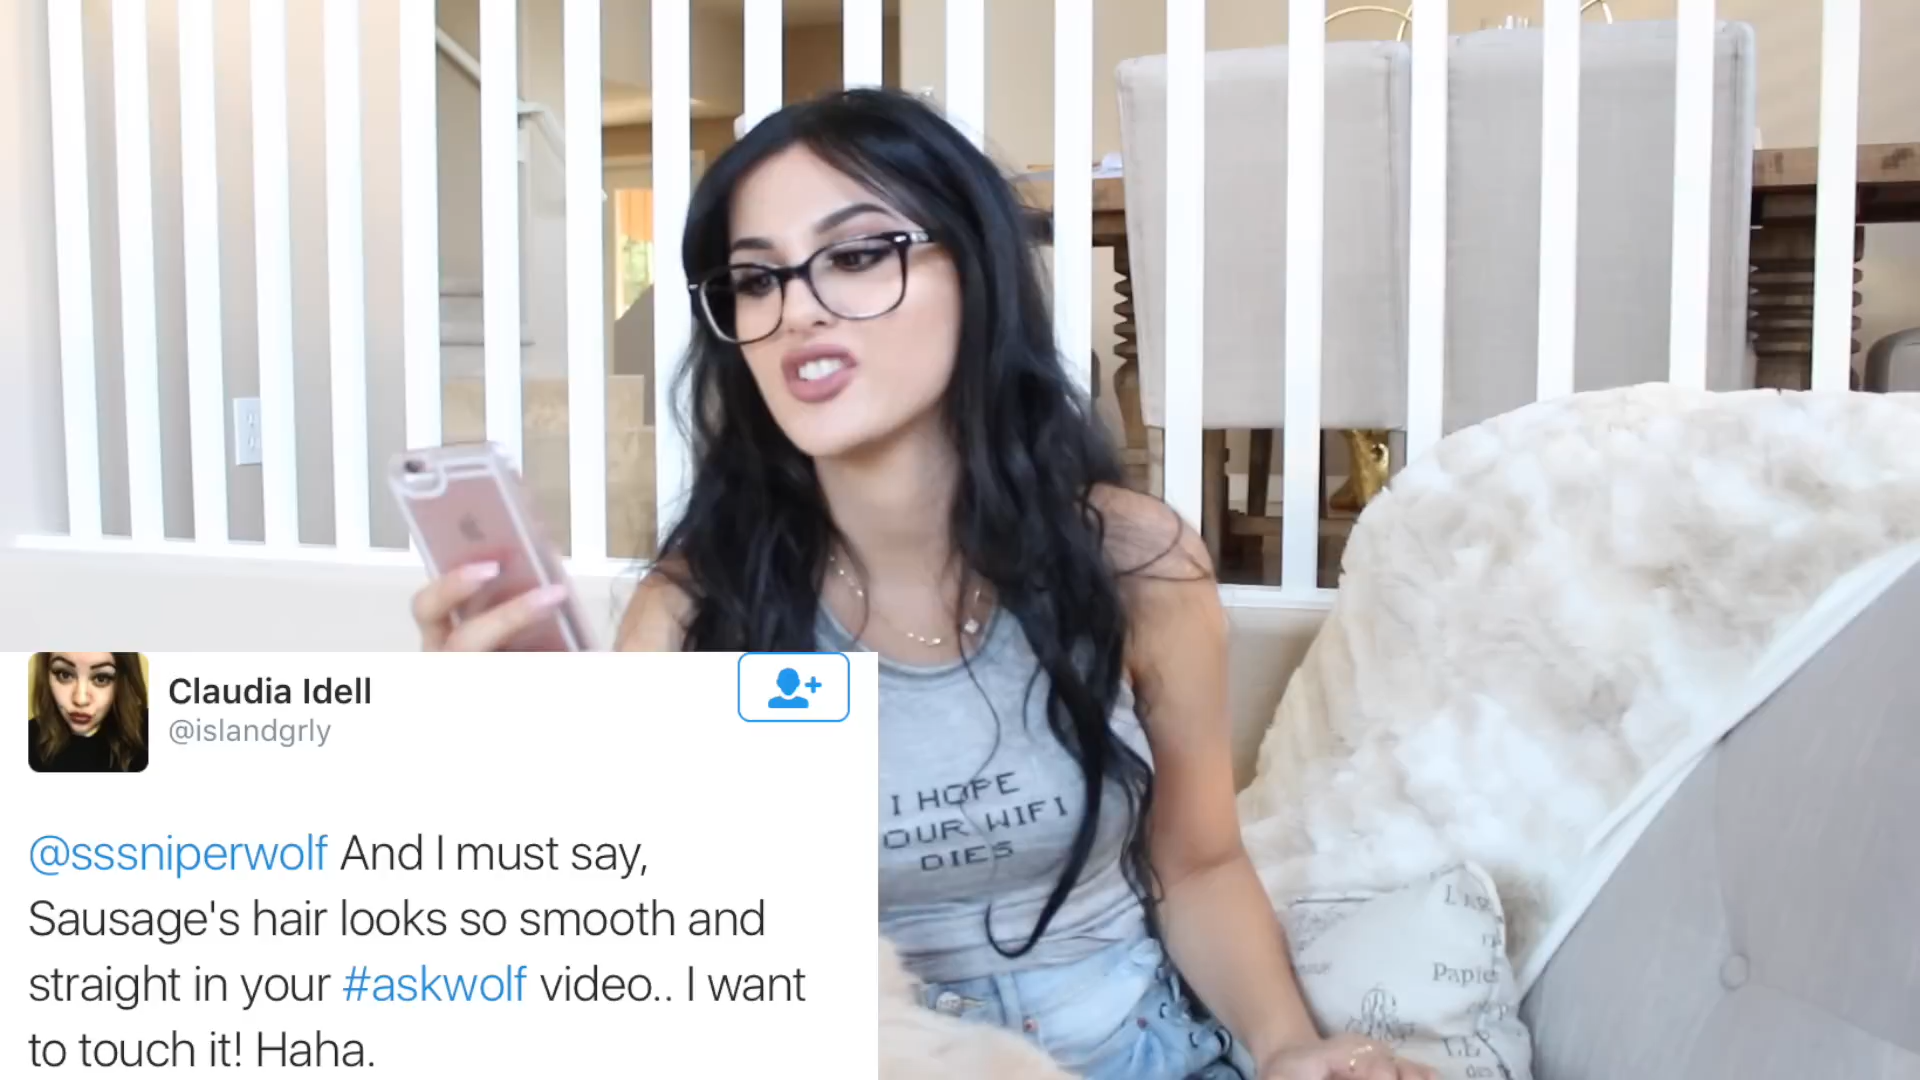 Claudia Idell
@islandgrly
@sssniperwolf And I must say,
Sausage's hair looks so smooth and
straight in your #askwolf video.. I want
to touch it! Haha.
I HOPE
OUR WIFI
DIES
Papie